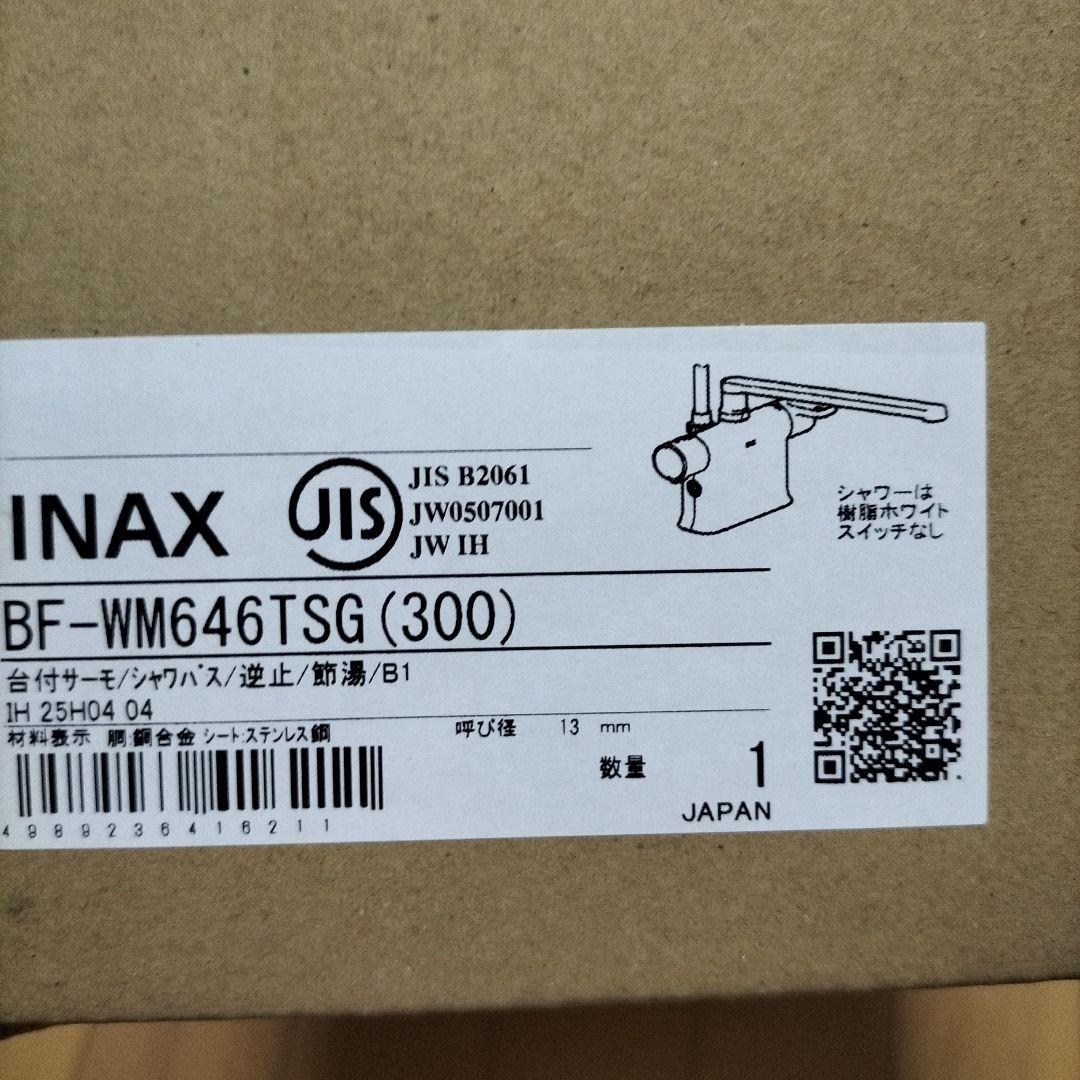 シャワーは
樹脂ホワイト
スイッチなし
INAX
JIS
JIS B2061
JW0507001
JW IH
BF-WM646TSG(300)
台付サーモ/シャワバス/逆止/節湯/B1
IH 25H04 04
材料表示 胴:銅合金 シート:ステンレス鋼
呼び径 13 mm
数量 1
JAPAN
4989236416211